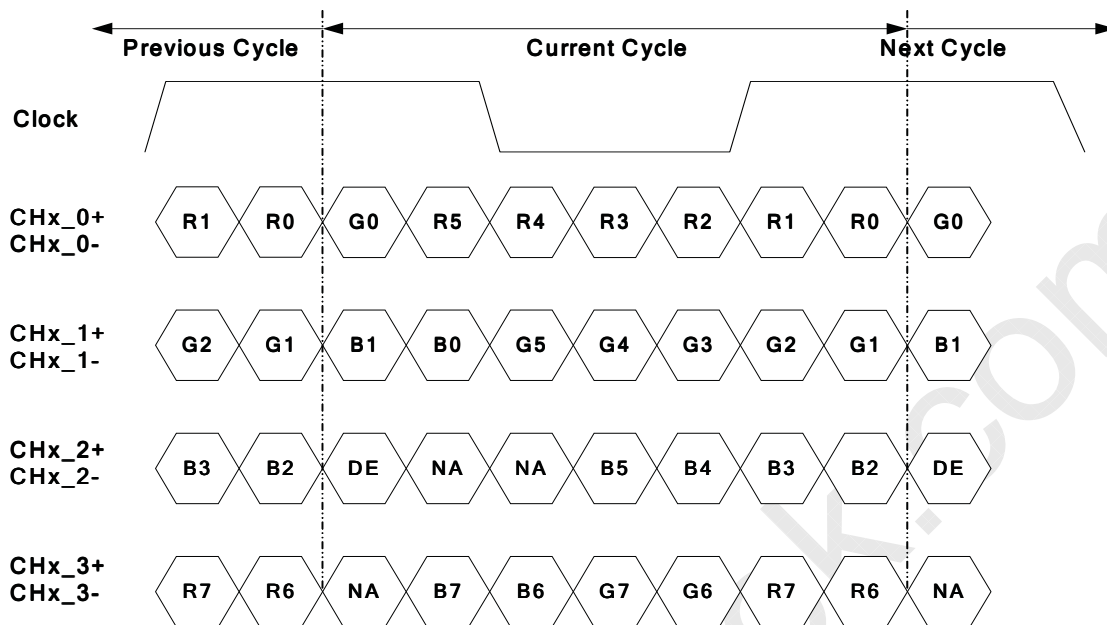 Previous Cycle Current Cycle Next Cycle
Clock
CHx_0+
CHx_0-
R1 R0 G0 R5 R4 R3 R2 R1 R0 G0
CHx_1+
CHx_1-
G2 G1 B1 B0 G5 G4 G3 G2 G1 B1
CHx_2+
CHx_2-
B3 B2 DE NA NA B5 B4 B3 B2 DE
CHx_3+
CHx_3-
R7 R6 NA B7 B6 G7 G6 R7 R6 NA
k.com